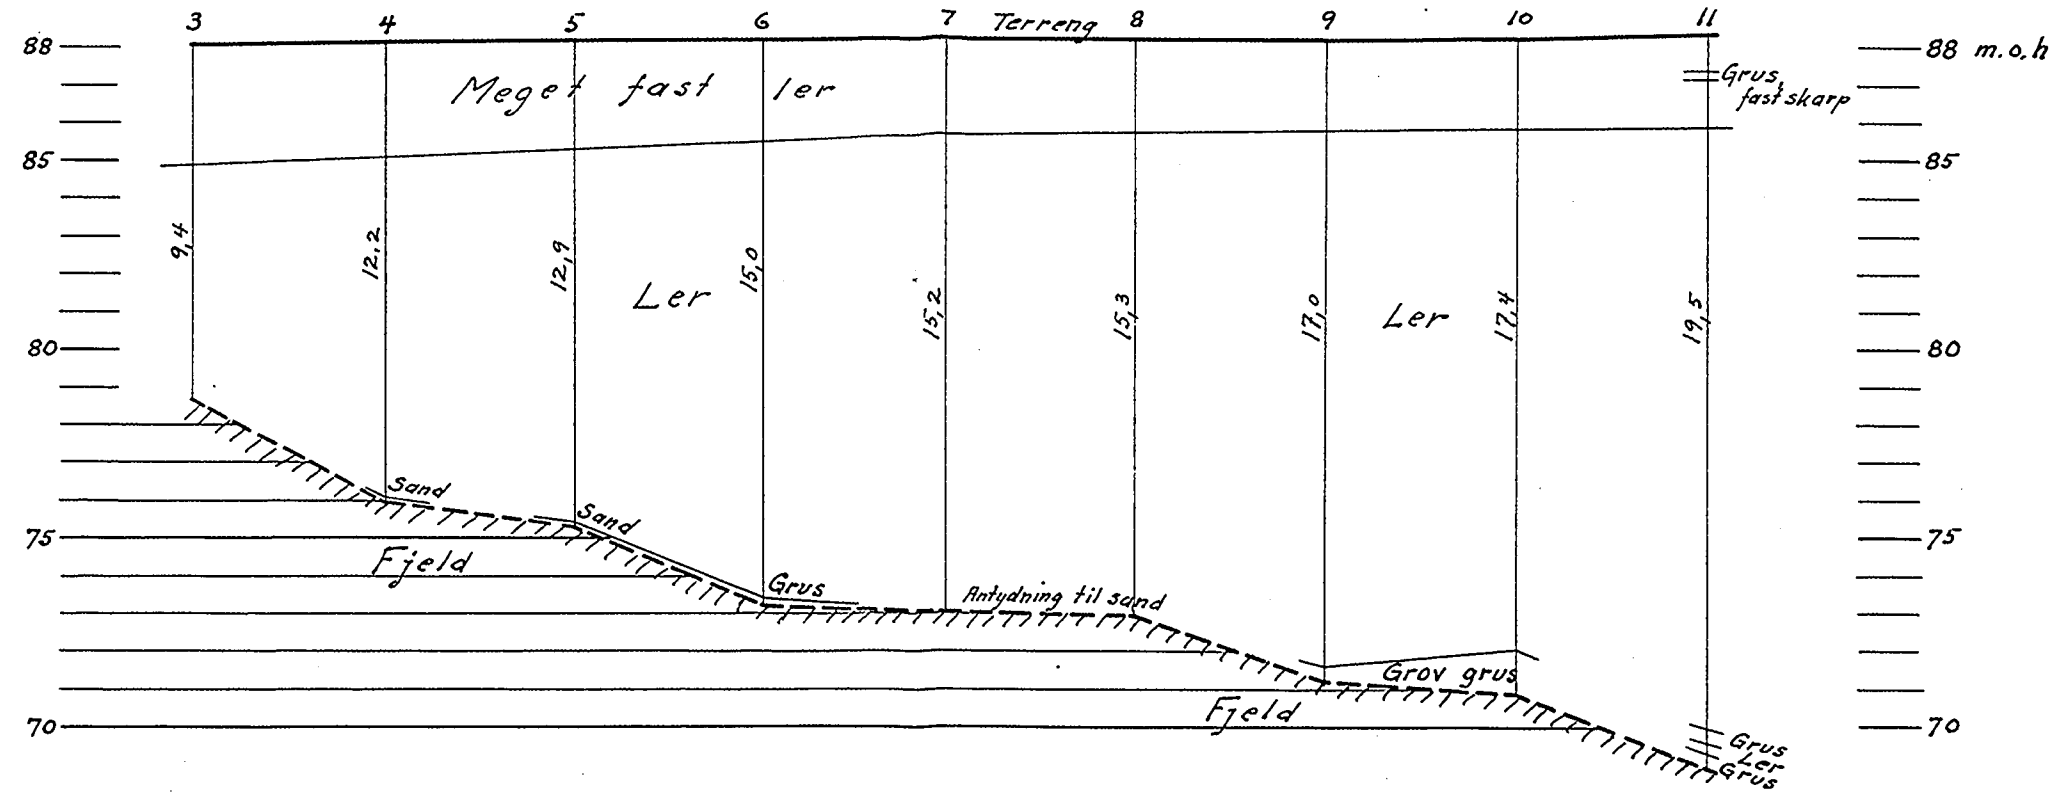 3 4 5 6 7 Terreng 8 9 10 11
88 88 m.o.h
Meget fast ler
Grus,
fast skarp
85 85
9,4 12,2 12,9 15,0 15,2 15,3 17,0 17,4 19,5
Ler Ler
80 80
Sand
Sand
75 75
Fjeld
Grus
Antydning til sand
Grov grus
Fjeld
70 70
Grus
Ler
Grus